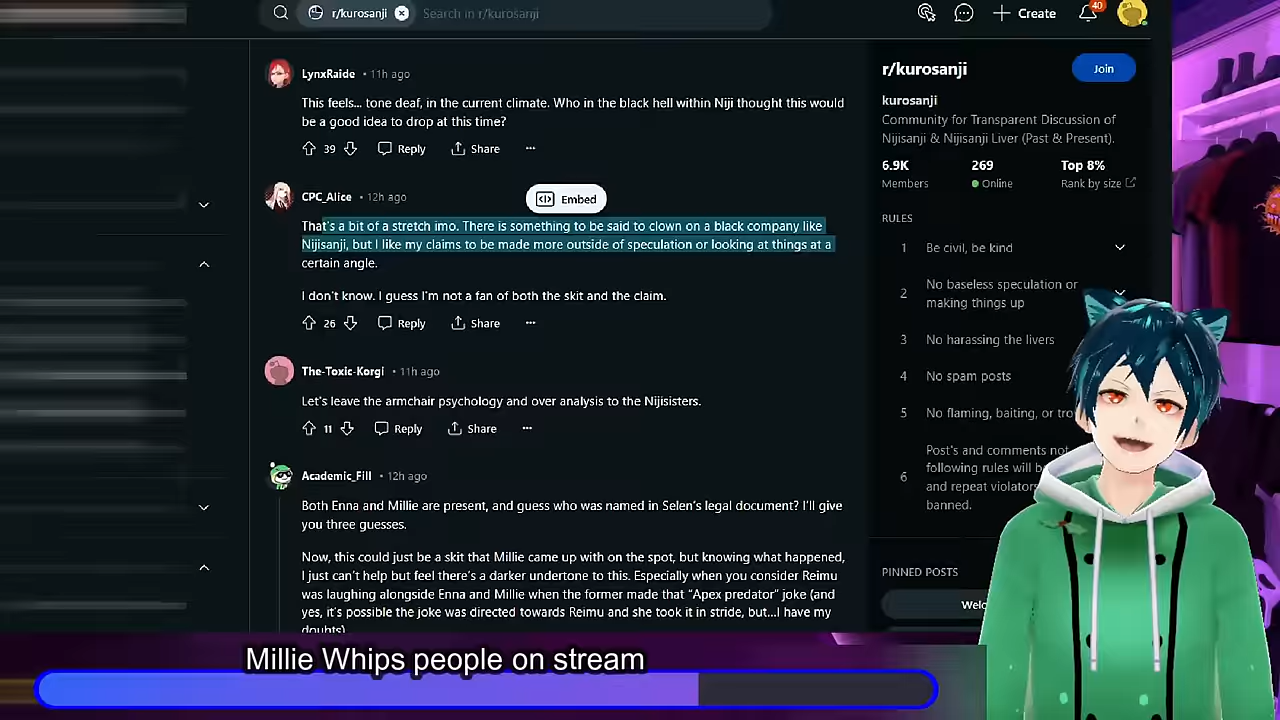 r/kurosanji
Search in r/kurosanji
Create
40
LynxRaide • 11h ago
This feels... tone deaf, in the current climate. Who in the black hell within Niji thought this would
be a good idea to drop at this time?
39
Reply
Share
CPC_Alice • 12h ago
Embed
That's a bit of a stretch imo. There is something to be said to clown on a black company like
Nijisanji, but I like my claims to be made more outside of speculation or looking at things at a
certain angle.
I don't know. I guess I'm not a fan of both the skit and the claim.
26
Reply
Share
The-Toxic-Korgi • 11h ago
Let's leave the armchair psychology and over analysis to the Nijisisters.
11
Reply
Share
Academic_Fill • 12h ago
Both Enna and Millie are present, and guess who was named in Selen's legal document? I'll give
you three guesses.
Now, this could just be a skit that Millie came up with on the spot, but knowing what happened,
I just can't help but feel there's a darker undertone to this. Especially when you consider Reimu
was laughing alongside Enna and Millie when the former made that "Apex predator" joke (and
yes, it's possible the joke was directed towards Reimu and she took it in stride, but...I have my
doubts)
r/kurosanji
Join
kurosanji
Community for Transparent Discussion of
Nijisanji & Nijisanji Liver (Past & Present).
6.9K
269
Top 8%
Members
Online
Rank by size
RULES
1
Be civil, be kind
2
No baseless speculation or
making things up
3
No harassing the livers
4
No spam posts
5
No flaming, baiting, or
6
Post's and comments
following rules will
and repeat
banned.
PINNED POSTS
Millie Whips people on stream